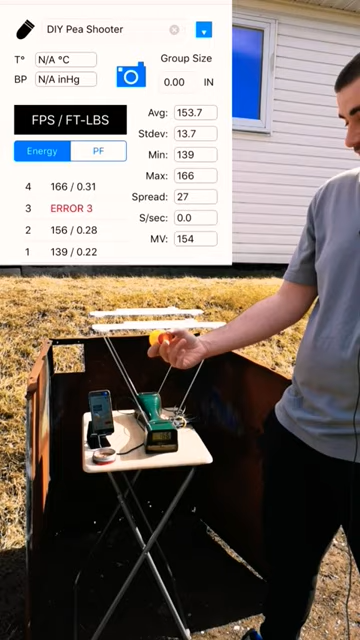 DIY Pea Shooter
T° N/A °C
BP N/A inHg
Group Size
0.00 IN
FPS / FT-LBS
Energy PF
Avg: 153.7
Stdev: 13.7
Min: 139
Max: 166
Spread: 27
S/sec: 0.0
MV: 154
4 166 / 0.31
3 ERROR 3
2 156 / 0.28
1 139 / 0.22